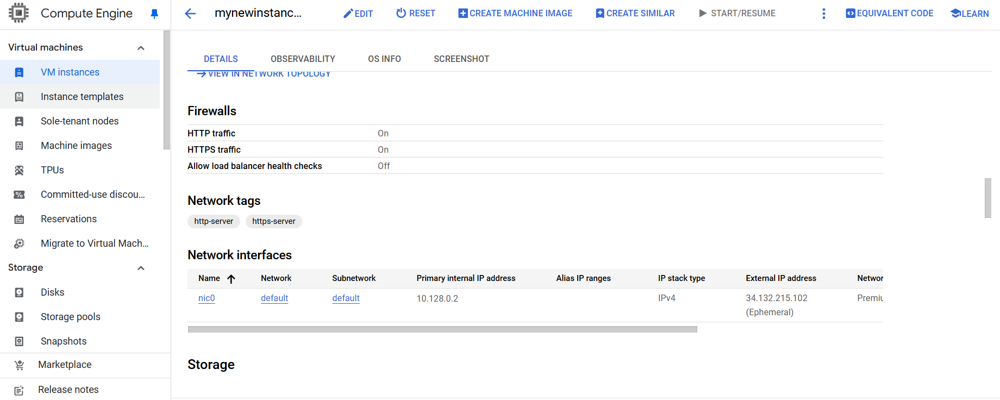 Compute Engine
mynewinstanc...
EDIT
RESET
CREATE MACHINE IMAGE
CREATE SIMILAR
START/RESUME
EQUIVALENT CODE
LEARN
Virtual machines
VM instances
Instance templates
Sole-tenant nodes
Machine images
TPUs
Committed-use discou...
Reservations
Migrate to Virtual Mach...
Storage
Disks
Storage pools
Snapshots
Marketplace
Release notes
DETAILS OBSERVABILITY OS INFO SCREENSHOT
VIEW IN NETWORK TOPOLOGY
Firewalls
HTTP traffic On
HTTPS traffic On
Allow load balancer health checks Off
Network tags
http-server https-server
Network interfaces
Name Network Subnetwork Primary internal IP address Alias IP ranges IP stack type External IP address Networ
nic0 default default 10.128.0.2 IPv4 34.132.215.102 Premiu
(Ephemeral)
Storage